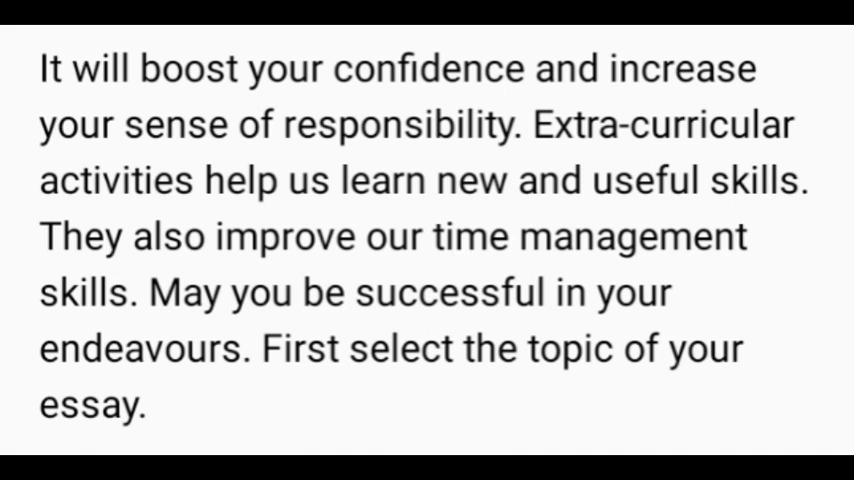 It will boost your confidence and increase
your sense of responsibility. Extra-curricular
activities help us learn new and useful skills.
They also improve our time management
skills. May you be successful in your
endeavours. First select the topic of your
essay.